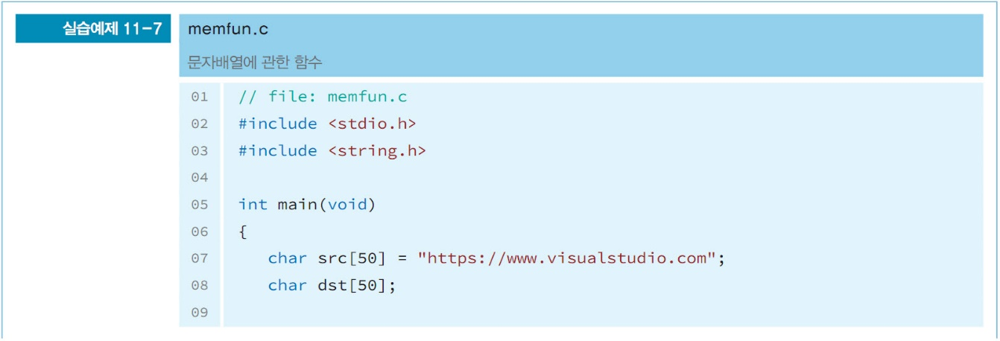 실습예제 11-7
memfun.c
문자배열에 관한 함수
01 // file: memfun.c
02 #include <stdio.h>
03 #include <string.h>
04
05 int main(void)
06 {
07 char src[50] = "https://www.visualstudio.com";
08 char dst[50];
09